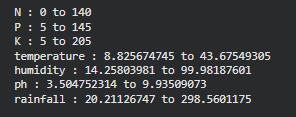 N : 0 to 140
P : 5 to 145
K : 5 to 205
temperature : 8.825674745 to 43.67549305
humidity : 14.25803981 to 99.98187601
ph : 3.504752314 to 9.93509073
rainfall : 20.21126747 to 298.5601175